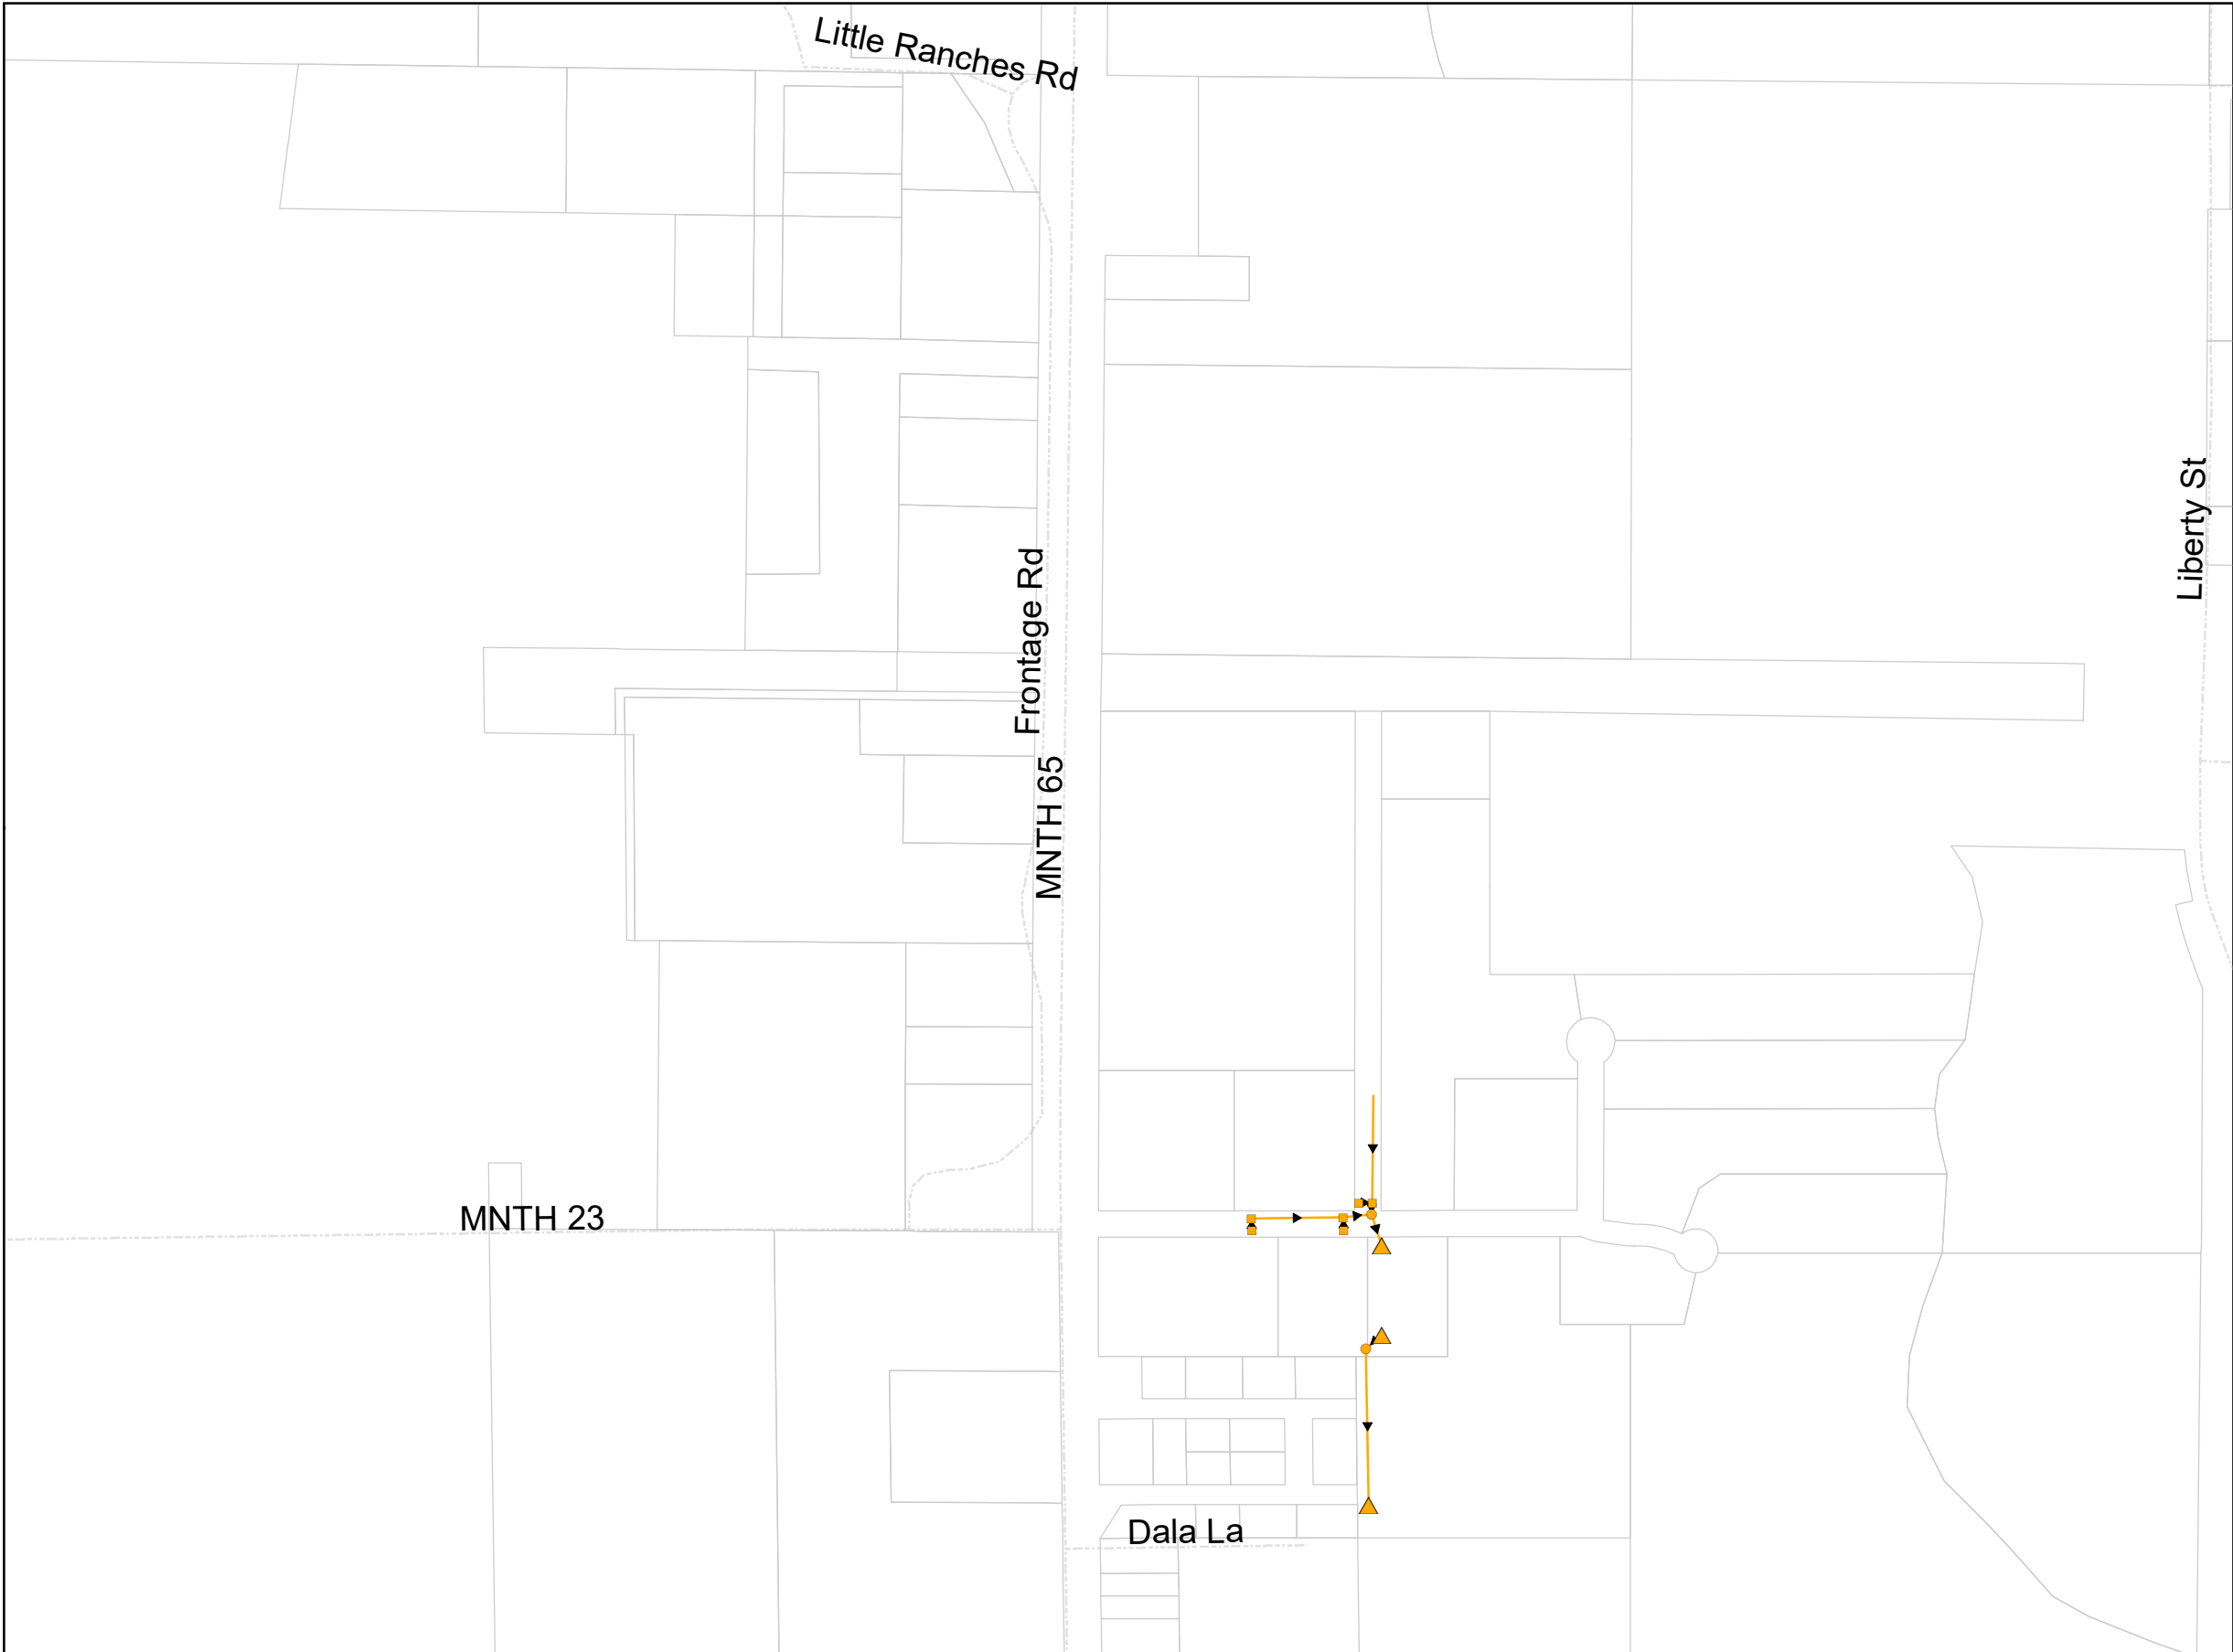 Little Ranches Rd
Liberty St
Frontage Rd
MNTH 65
MNTH 23
Dala La